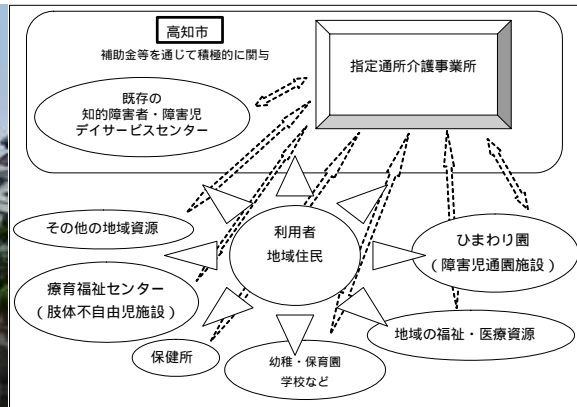 高知市
補助金等を通じて積極的に関与
指定通所介護事業所
既存の
知的障害者・障害児
デイサービスセンター
その他の地域資源
利用者
地域住民
ひまわり園
（障害児通園施設）
療育福祉センター
（肢体不自由児施設）
地域の福祉・医療資源
保健所
幼稚・保育園
学校など